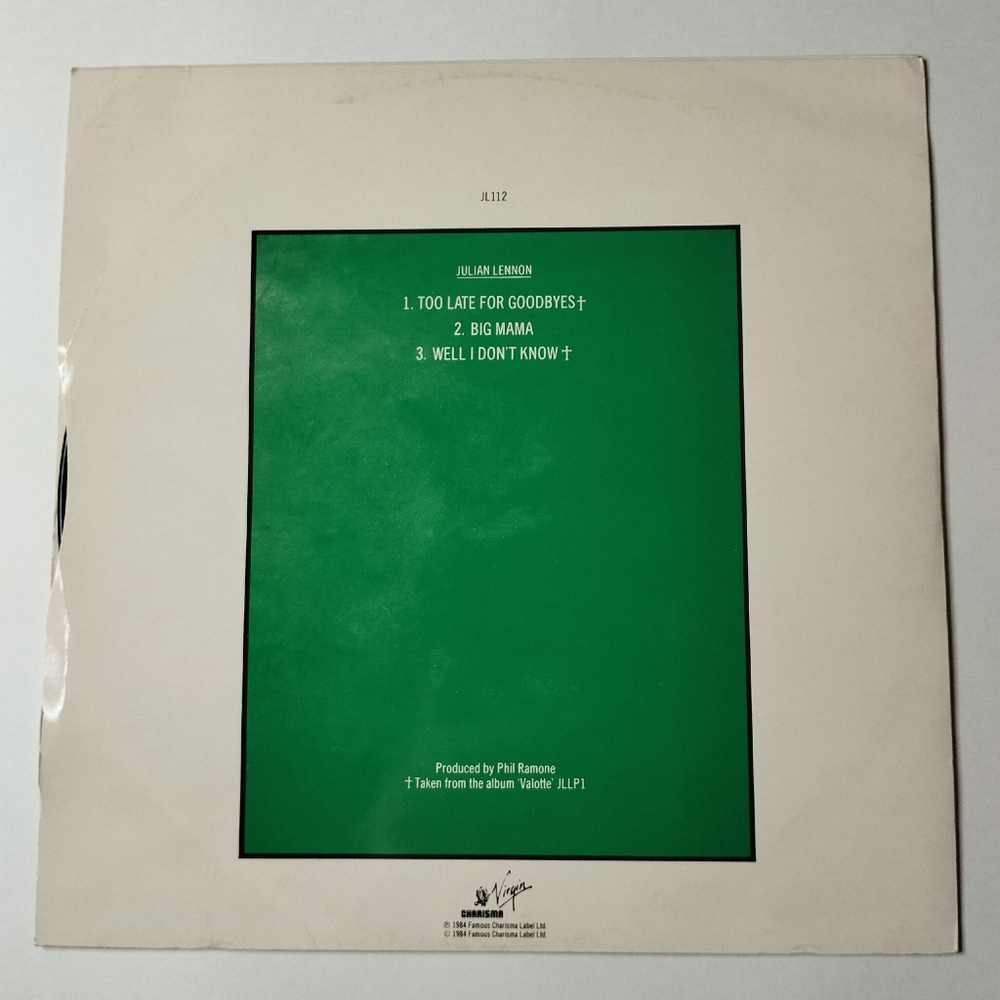 JL112
JULIAN LENNON
1. TOO LATE FOR GOODBYES†
2. BIG MAMA
3. WELL I DON'T KNOW †
Produced by Phil Ramone
† Taken from the album 'Valotte' JLLP1
Virgin
CHARISMA
℗ 1984 Famous Charisma Label Ltd.
© 1984 Famous Charisma Label Ltd.